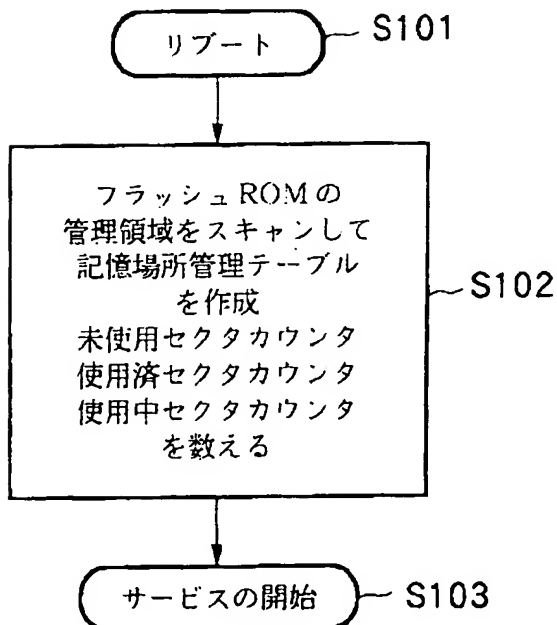 リブート S101
フラッシュROMの
管理領域をスキャンして
記憶場所管理テーブル
を作成
未使用セクタカウンタ
使用済セクタカウンタ
使用中セクタカウンタ
を数える
S102
サービスの開始 S103